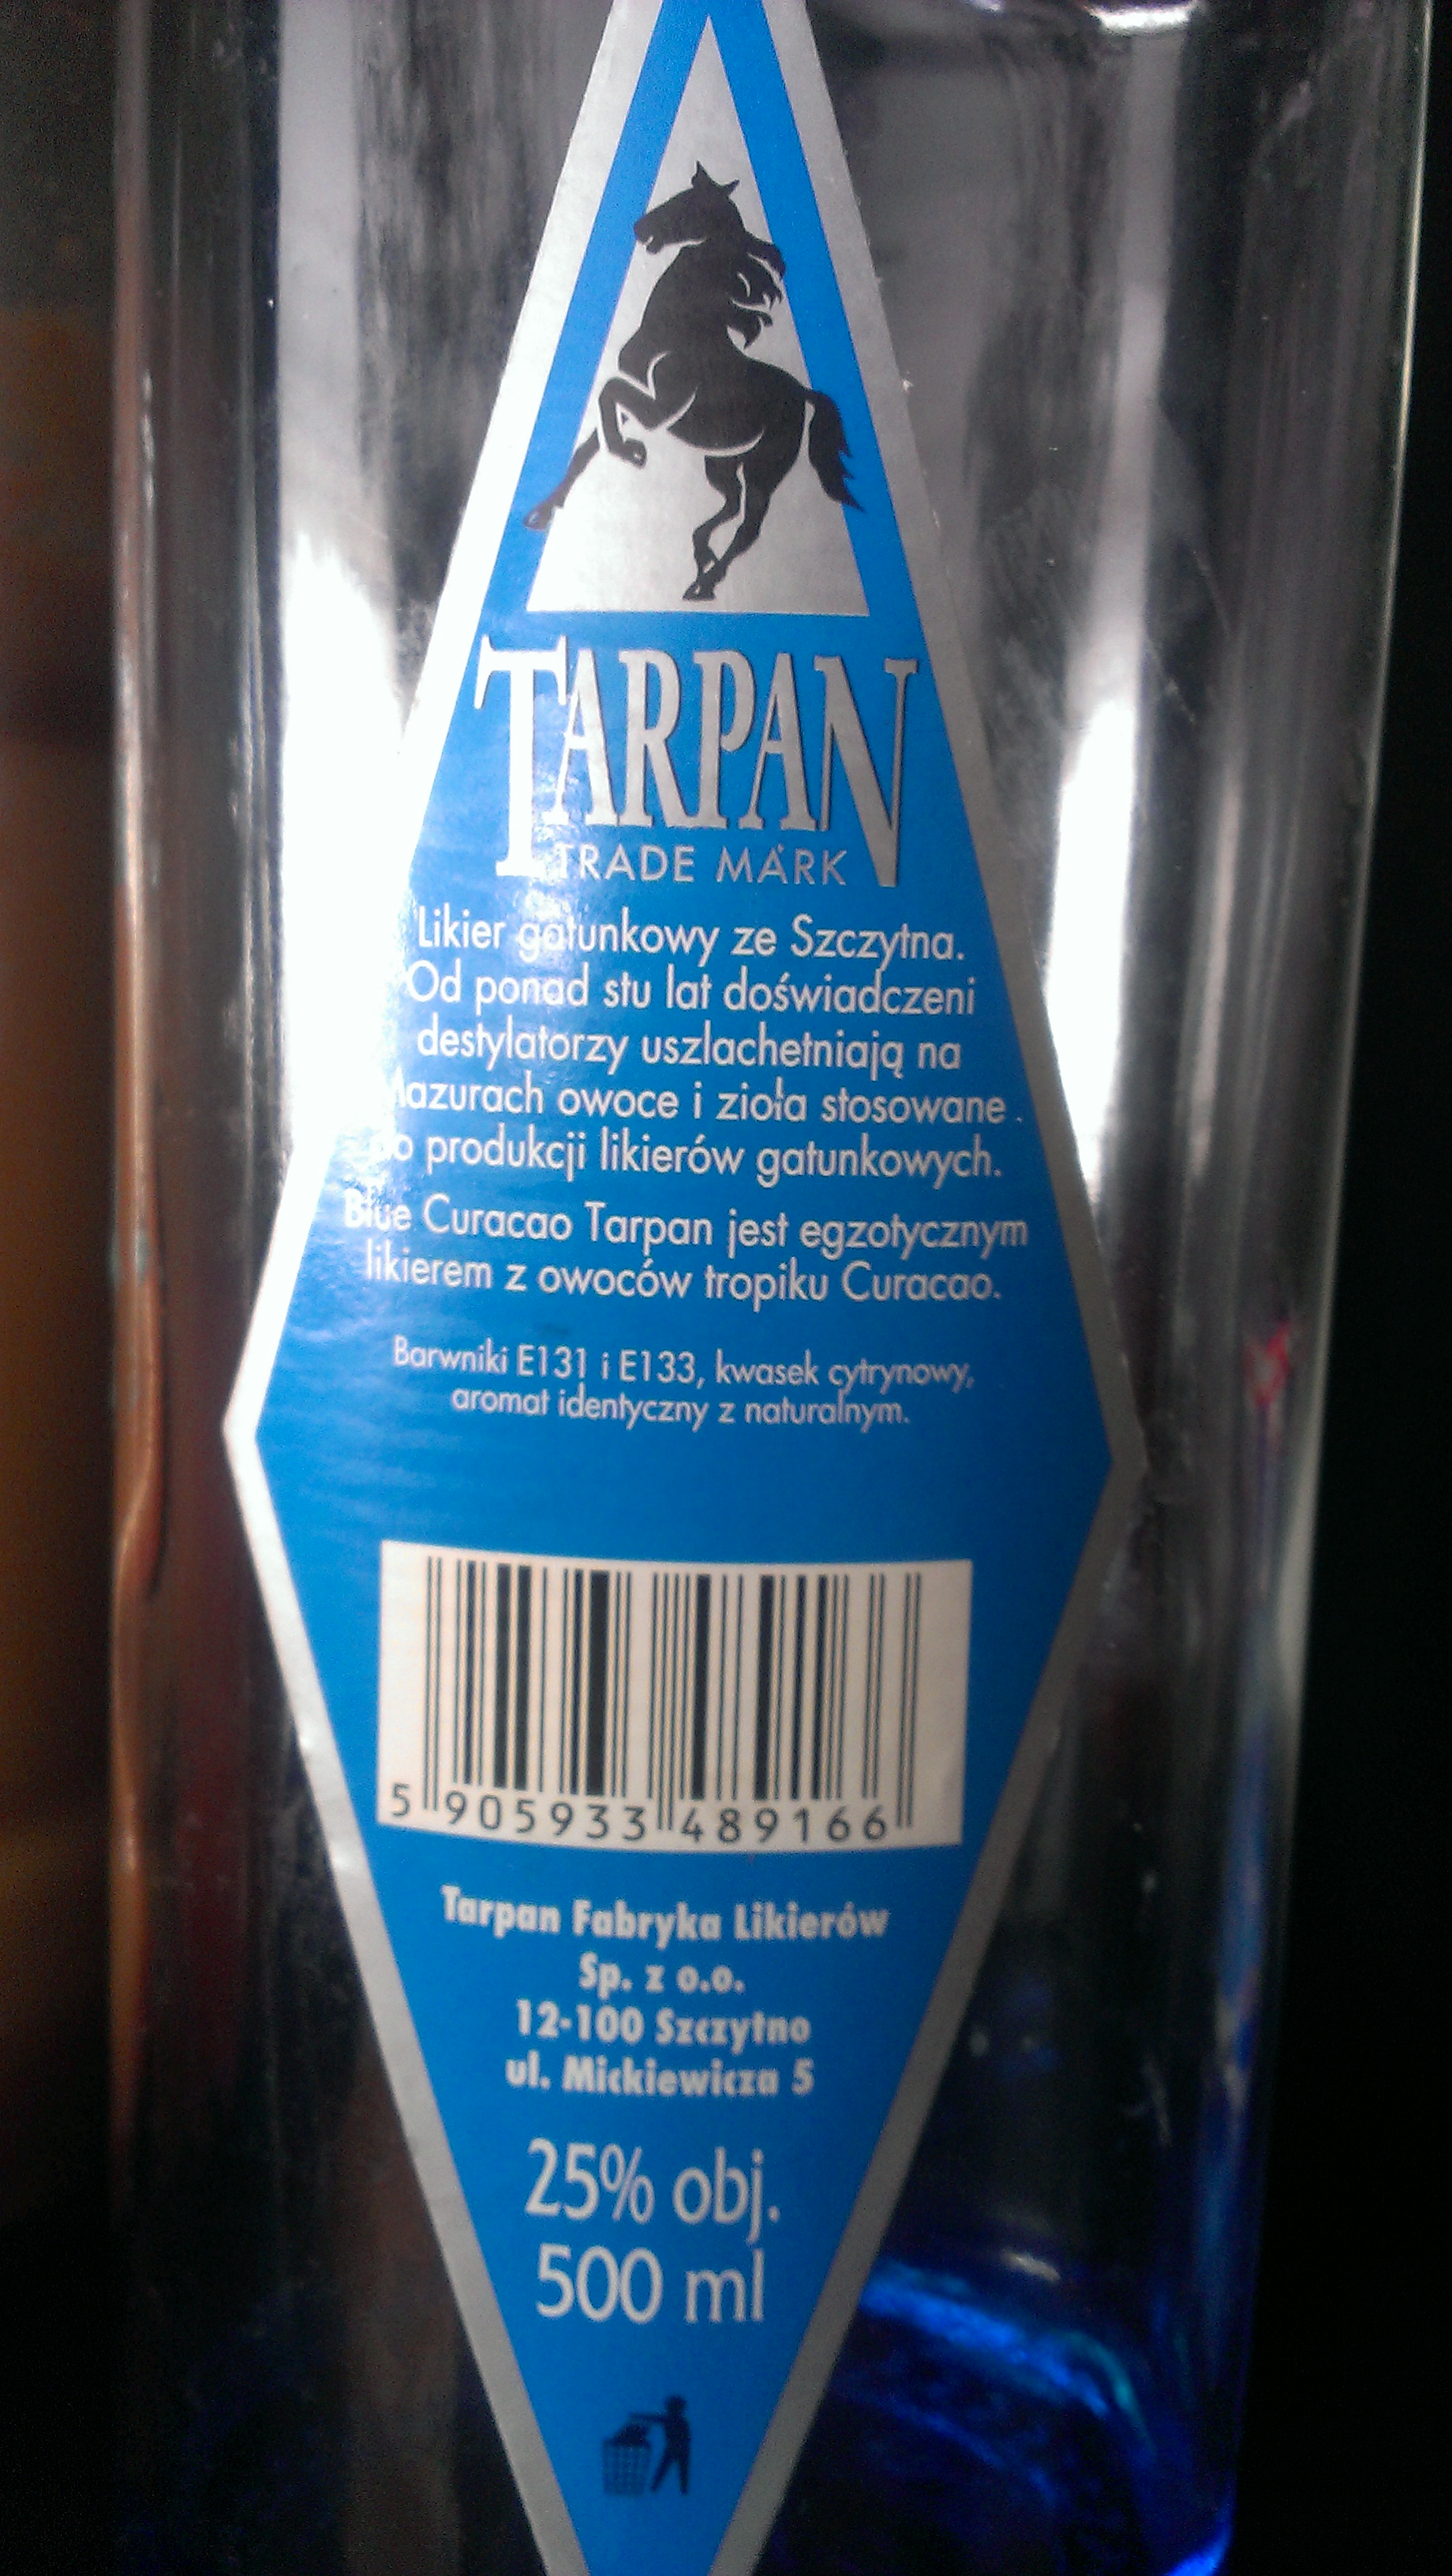 TARPAN
TRADE MARK
Likier gatunkowy ze Szczytna.
Od ponad stu lat doświadczeni
destylatorzy uszlachetniają na
Mazurach owoce i zioła stosowane
do produkcji likierów gatunkowych.
Blue Curacao Tarpan jest egzotycznym
likierem z owoców tropiku Curacao.
Barwniki E131 i E133, kwasek cytrynowy,
aromat identyczny z naturalnym.
5 905933 489166
Tarpan Fabryka Likierów
Sp. z o.o.
12-100 Szczytno
ul. Mickiewicza 5
25% obj.
500 ml